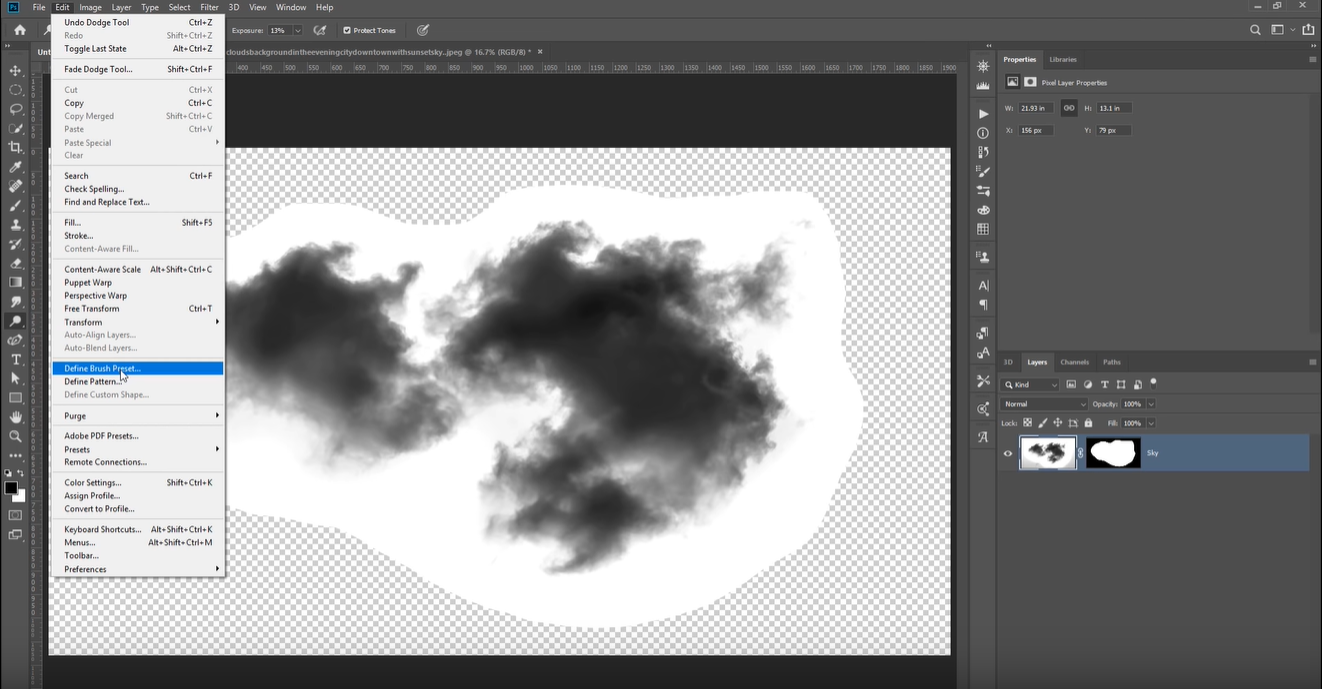 Ps File Edit Image Layer Type Select Filter 3D View Window Help
Exposure: 13% Protect Tones
Unt cloudsbackgroundintheeveningcitydowntownwithsunsetsky..jpeg @ 16.7% (RGB/8) *
400 450 500 550 600 650 700 750 800 850 900 950 1000 1050 1100 1150 1200 1250 1300 1350 1400 1450 1500 1550 1600 1650 1700 1750 1800 1850 1900
Undo Dodge Tool Ctrl+Z
Redo Shift+Ctrl+Z
Toggle Last State Alt+Ctrl+Z
Fade Dodge Tool... Shift+Ctrl+F
Cut Ctrl+X
Copy Ctrl+C
Copy Merged Shift+Ctrl+C
Paste Ctrl+V
Paste Special
Clear
Search Ctrl+F
Check Spelling...
Find and Replace Text...
Fill... Shift+F5
Stroke...
Content-Aware Fill...
Content-Aware Scale Alt+Shift+Ctrl+C
Puppet Warp
Perspective Warp
Free Transform Ctrl+T
Transform
Auto-Align Layers...
Auto-Blend Layers...
Define Brush Preset...
Define Pattern...
Define Custom Shape...
Purge
Adobe PDF Presets...
Presets
Remote Connections...
Color Settings... Shift+Ctrl+K
Assign Profile...
Convert to Profile...
Keyboard Shortcuts... Alt+Shift+Ctrl+K
Menus... Alt+Shift+Ctrl+M
Toolbar...
Preferences
Properties Libraries
Pixel Layer Properties
W: 21.93 in H: 13.1 in
X: 156 px Y: 79 px
3D Layers Channels Paths
Kind
Normal Opacity: 100%
Lock: Fill: 100%
Sky